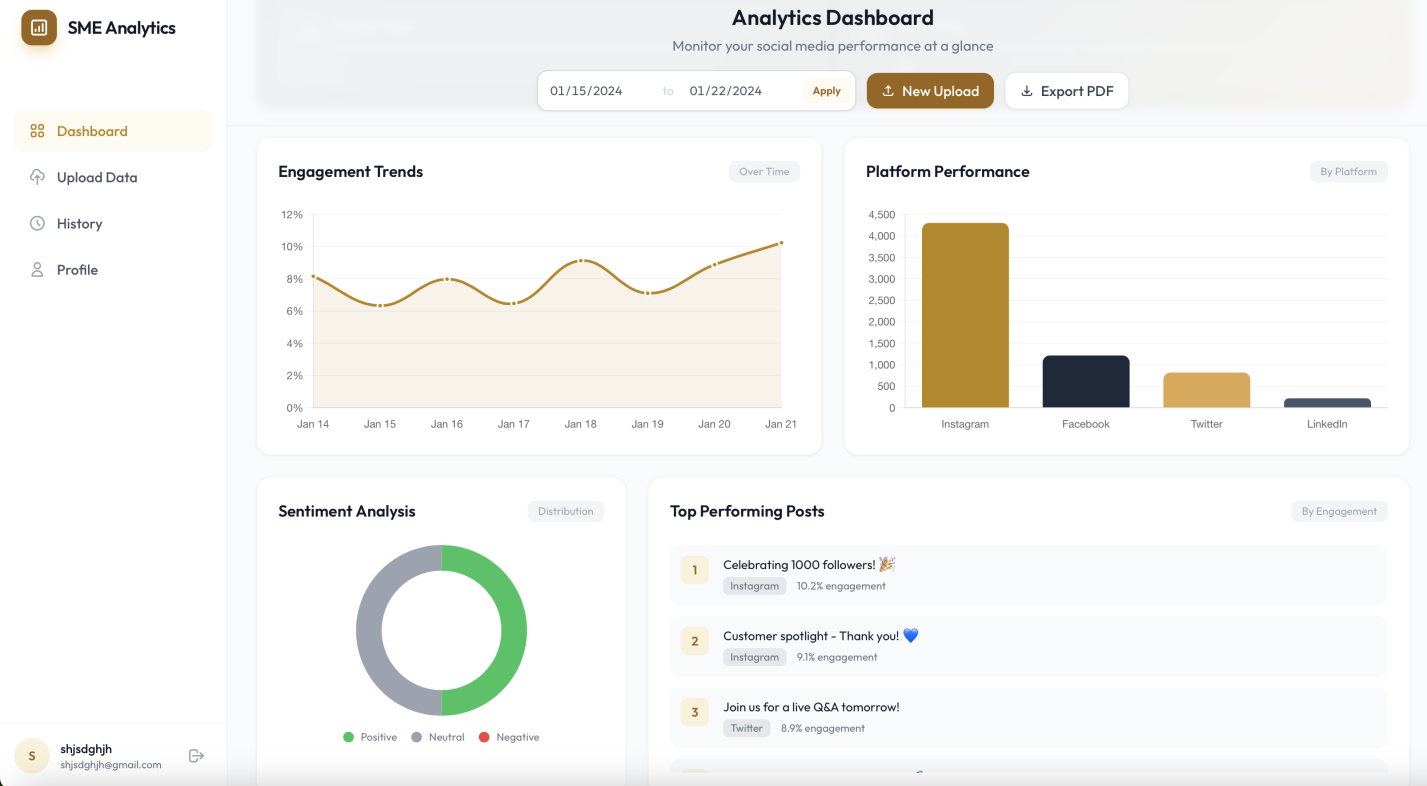 SME Analytics
Dashboard
Upload Data
History
Profile
S
shjsdghjh
shjsdghjh@gmail.com
Analytics Dashboard
Monitor your social media performance at a glance
01/15/2024 to 01/22/2024 Apply
New Upload
Export PDF
Engagement Trends
Over Time
12%
10%
8%
6%
4%
2%
0%
Jan 14 Jan 15 Jan 16 Jan 17 Jan 18 Jan 19 Jan 20 Jan 21
Platform Performance
By Platform
4,500
4,000
3,500
3,000
2,500
2,000
1,500
1,000
500
0
Instagram Facebook Twitter LinkedIn
Sentiment Analysis
Distribution
Positive Neutral Negative
Top Performing Posts
By Engagement
1
Celebrating 1000 followers! 🎉
Instagram 10.2% engagement
2
Customer spotlight - Thank you! 💙
Instagram 9.1% engagement
3
Join us for a live Q&A tomorrow!
Twitter 8.9% engagement